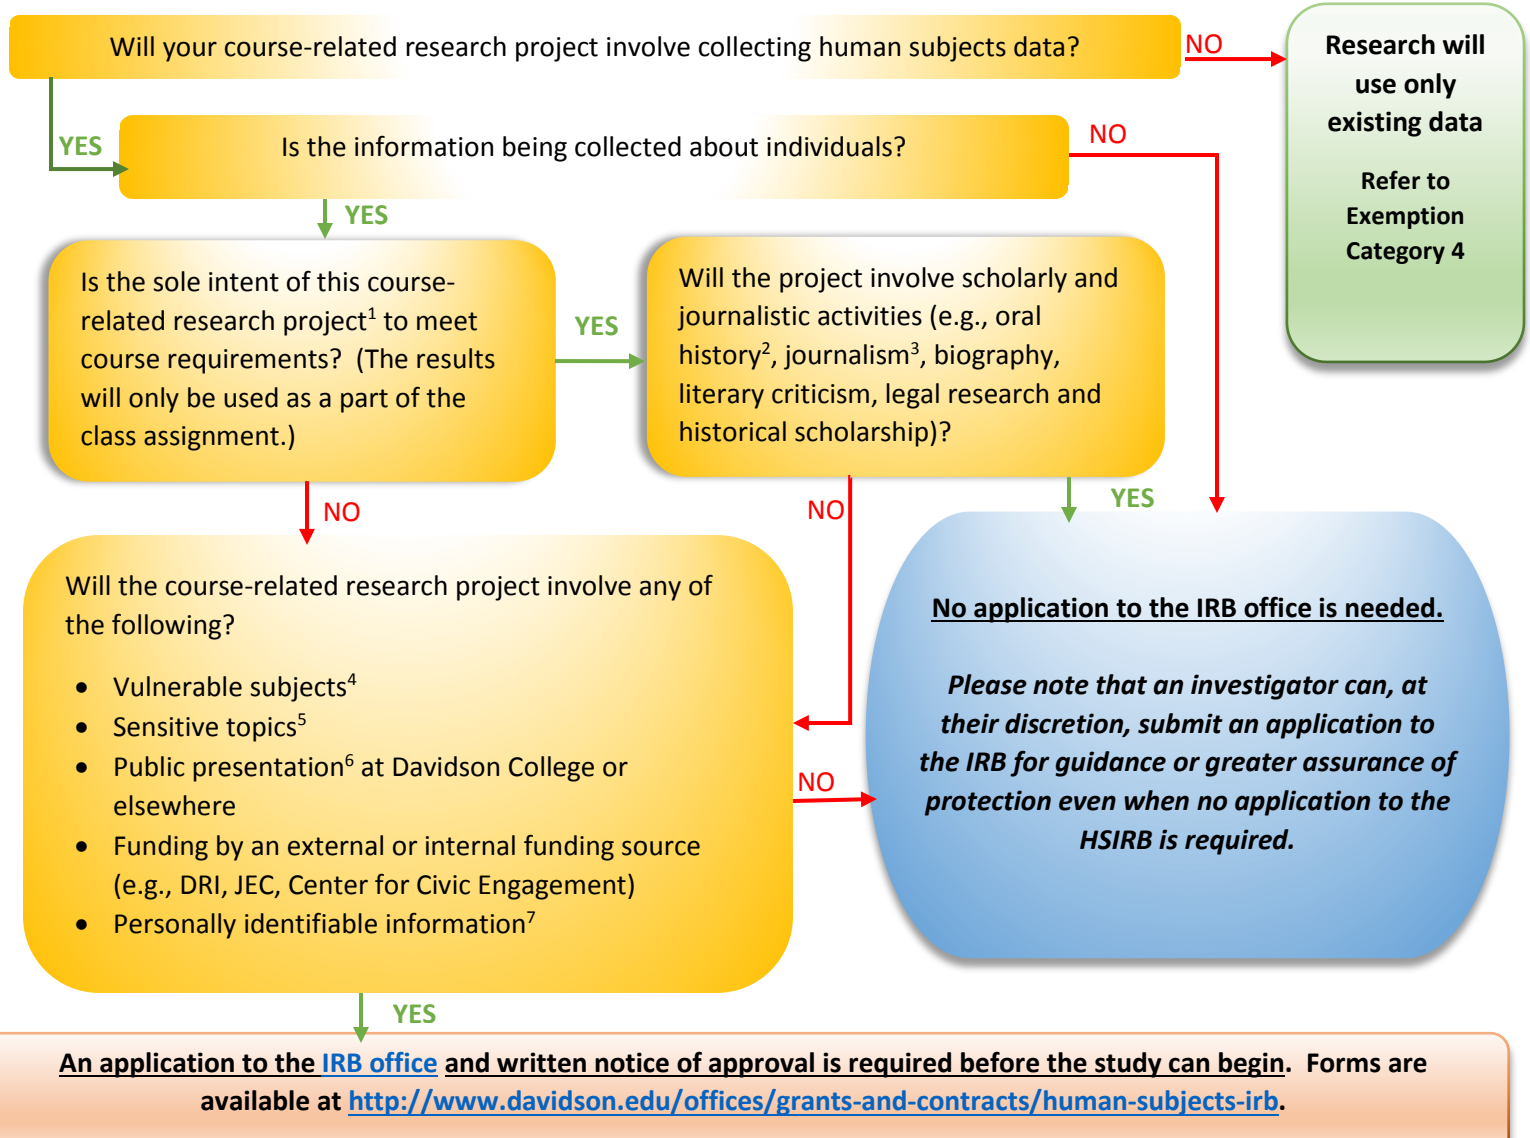 Will your course-related research project involve collecting human subjects data?
NO
Research will
use only
existing data
Refer to
Exemption
Category 4
YES
Is the information being collected about individuals?
NO
YES
Is the sole intent of this course-
related research project1 to meet
course requirements? (The results
will only be used as a part of the
class assignment.)
YES
Will the project involve scholarly and
journalistic activities (e.g., oral
history2, journalism3, biography,
literary criticism, legal research and
historical scholarship)?
NO
NO
YES
Will the course-related research project involve any of
the following?
• Vulnerable subjects4
• Sensitive topics5
• Public presentation6 at Davidson College or
elsewhere
• Funding by an external or internal funding source
(e.g., DRI, JEC, Center for Civic Engagement)
• Personally identifiable information7
NO
No application to the IRB office is needed.
Please note that an investigator can, at
their discretion, submit an application to
the IRB for guidance or greater assurance of
protection even when no application to the
HSIRB is required.
YES
An application to the IRB office and written notice of approval is required before the study can begin. Forms are
available at http://www.davidson.edu/offices/grants-and-contracts/human-subjects-irb.